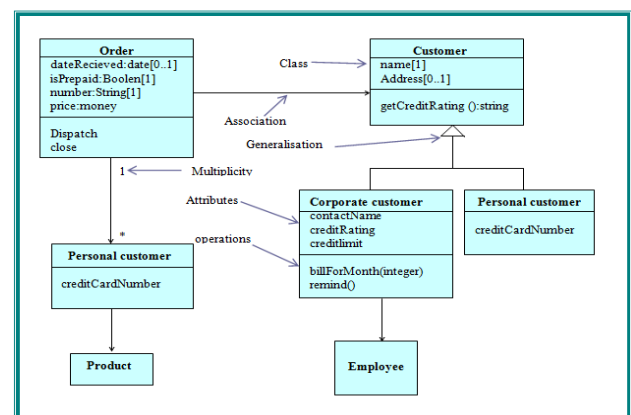 Order
dateRecieved:date[0..1]
isPrepaid:Boolen[1]
number:String[1]
price:money
Dispatch
close
Class
Customer
name[1]
Address[0..1]
getCreditRating ():string
Association
Generalisation
1
Multiplicity
*
Attributes
operations
Corporate customer
contactName
creditRating
creditlimit
billForMonth(integer)
remind()
Personal customer
creditCardNumber
Personal customer
creditCardNumber
Product
Employee